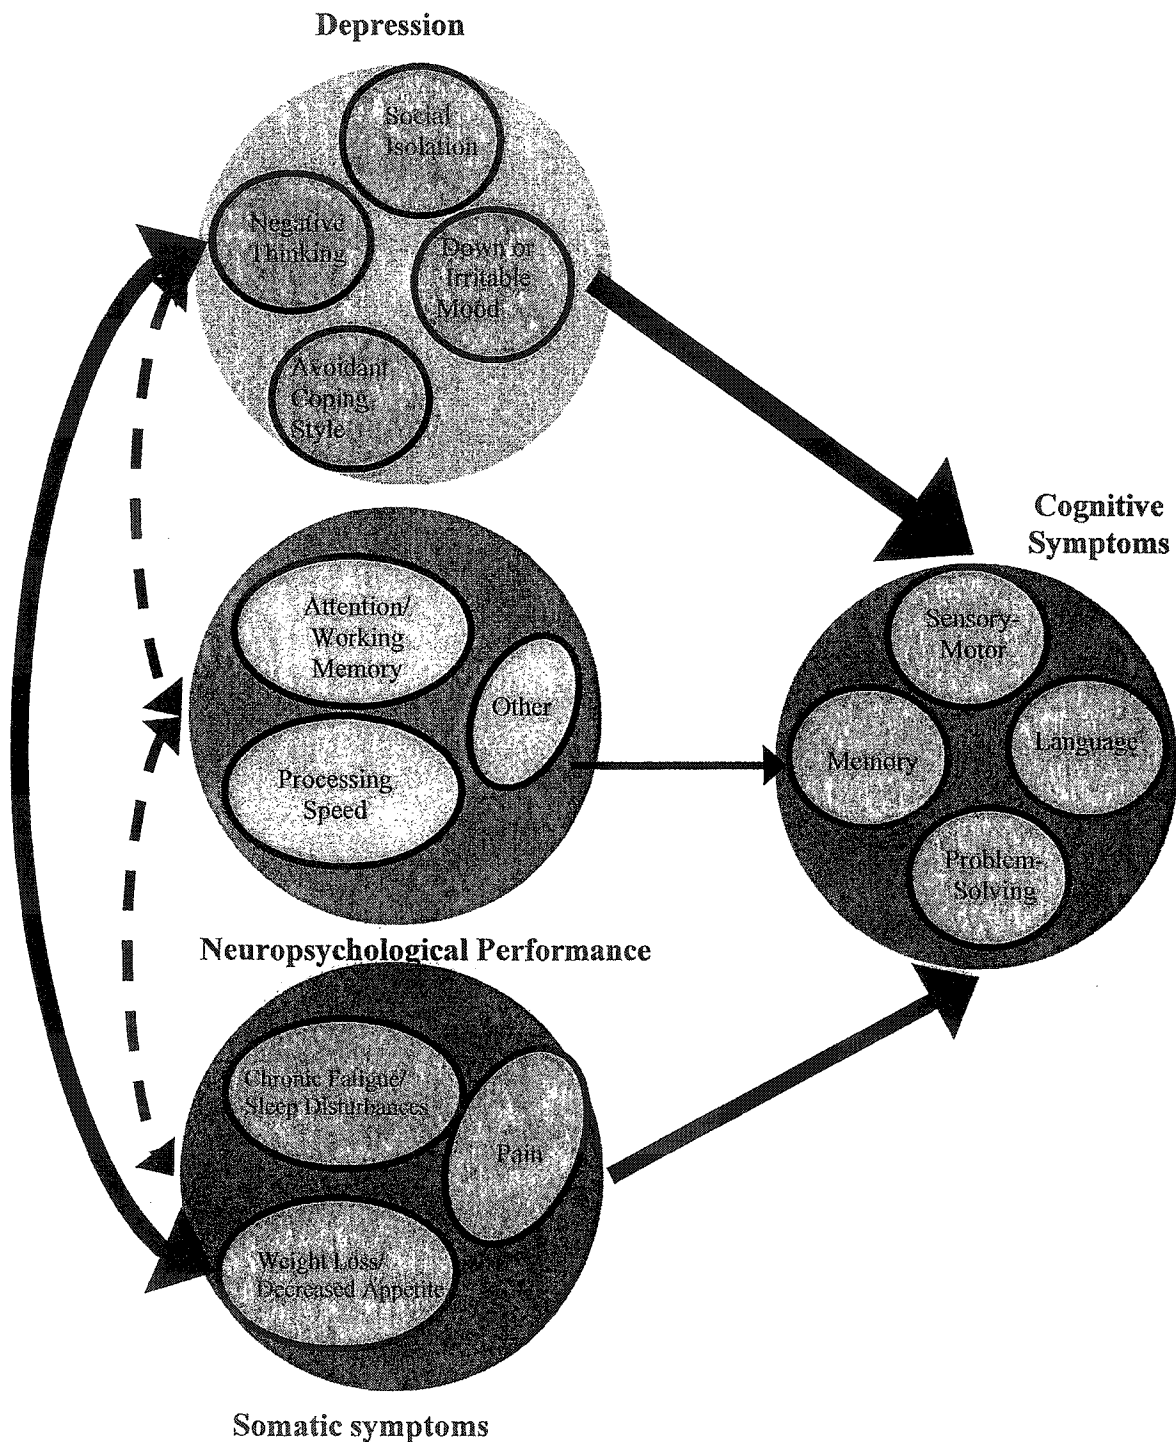 Depression
Social
Isolation
Negative
Thinking
Down or
Irritable
Mood
Avoidant
Coping
Style
Cognitive
Symptoms
Attention/
Working
Memory
Other
Processing
Speed
Sensory-
Motor
Memory
Language
Problem-
Solving
Neuropsychological Performance
Chronic Fatigue/
Sleep Disturbances
Pain
Weight Loss/
Decreased Appetite
Somatic symptoms